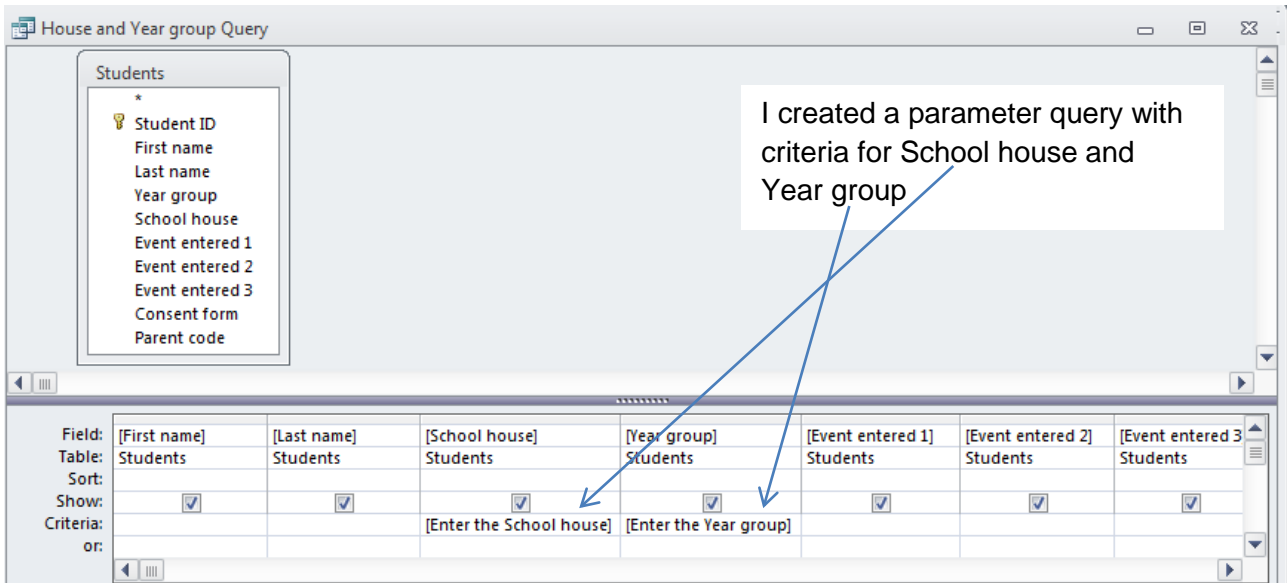 House and Year group Query
Students
*
Student ID
First name
Last name
Year group
School house
Event entered 1
Event entered 2
Event entered 3
Consent form
Parent code
I created a parameter query with
criteria for School house and
Year group
Field: [First name] [Last name] [School house] [Year group] [Event entered 1] [Event entered 2] [Event entered 3
Table: Students Students Students Students Students Students Students
Sort:
Show:
Criteria: [Enter the School house] [Enter the Year group]
or: